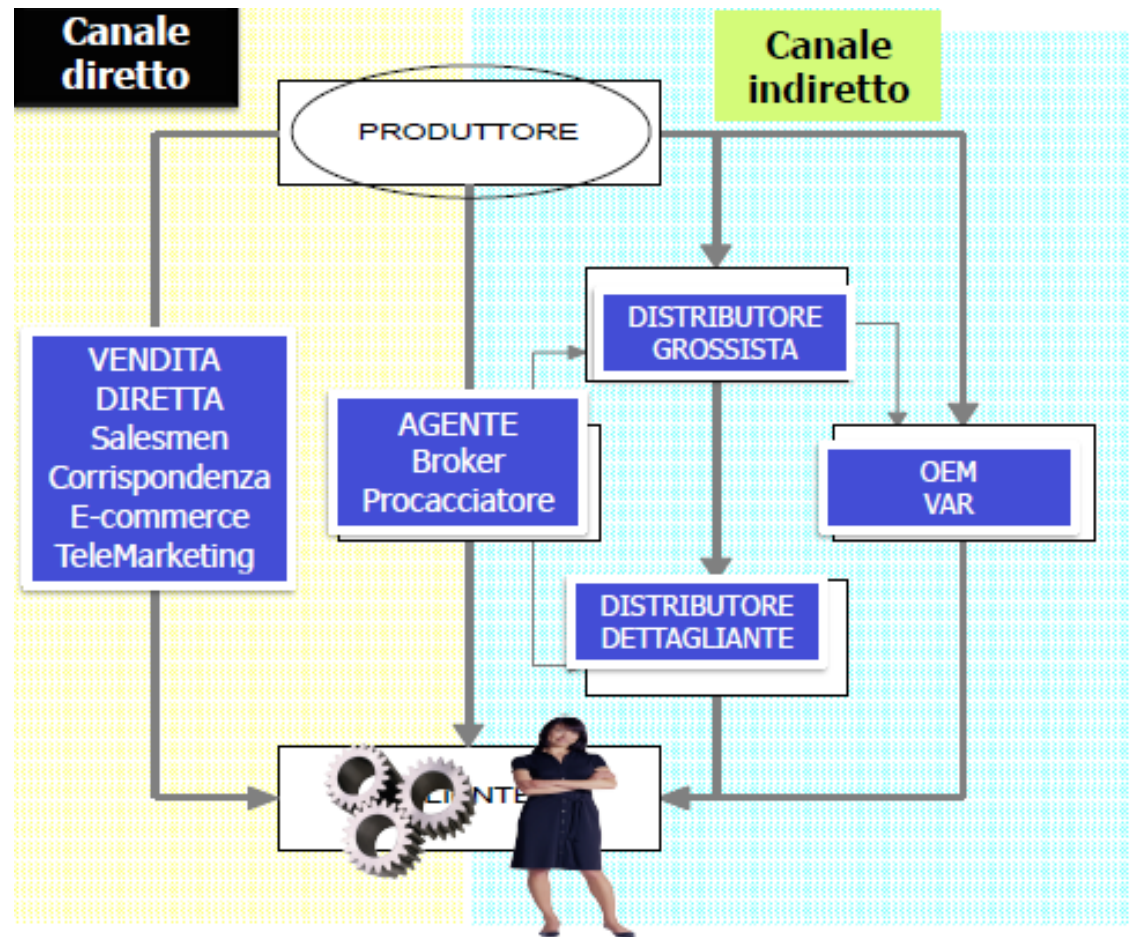 Canale
diretto
Canale
indiretto
PRODUTTORE
DISTRIBUTORE
GROSSISTA
VENDITA
DIRETTA
Salesmen
Corrispondenza
E-commerce
TeleMarketing
AGENTE
Broker
Procacciatore
OEM
VAR
DISTRIBUTORE
DETTAGLIANTE